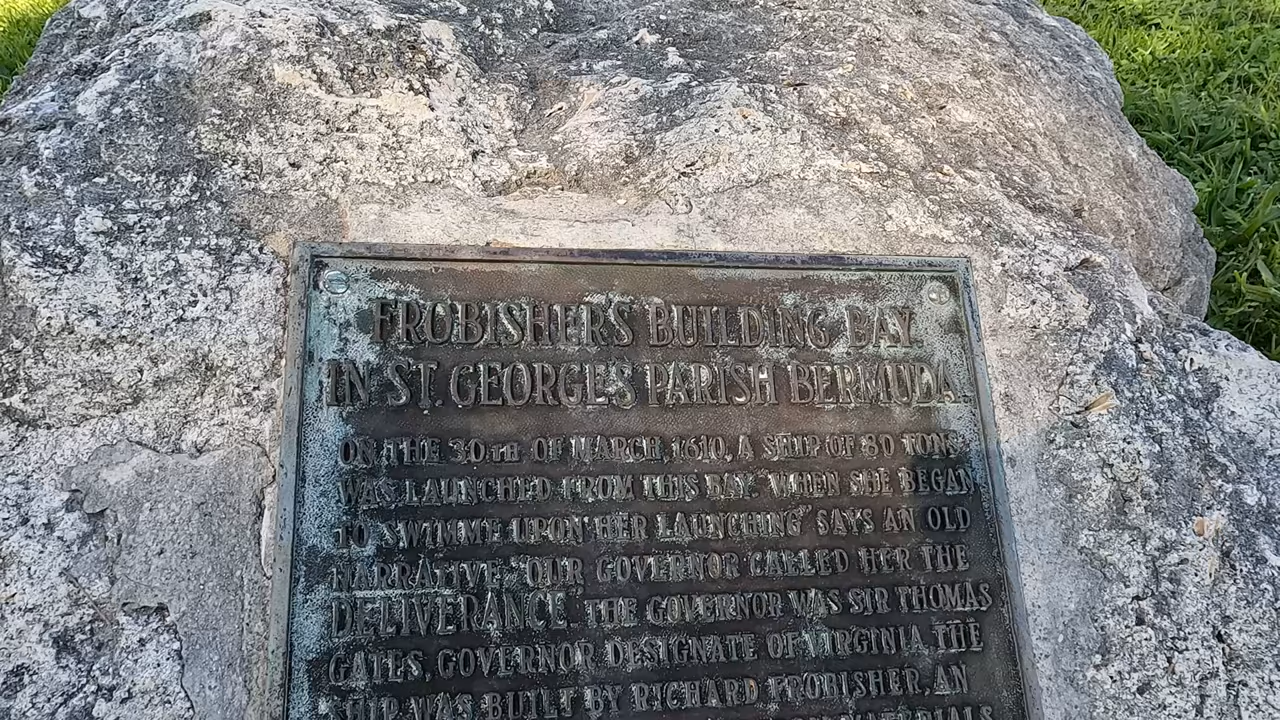 FROBISHER'S BUILDING BAY
IN ST. GEORGE'S PARISH BERMUDA
ON THE 30TH OF MARCH, 1610, A SHIP OF 80 TONS
WAS LAUNCHED FROM THIS BAY. WHEN SHE BEGAN
TO SWIMME UPON HER LAUNCHING" SAYS AN OLD
NARRATIVE, "OUR GOVERNOR CALLED HER THE
DELIVERANCE. THE GOVERNOR WAS SIR THOMAS
GATES, GOVERNOR DESIGNATE OF VIRGINIA. THE
SHIP WAS BUILT BY RICHARD FROBISHER, AN
MATERIALS